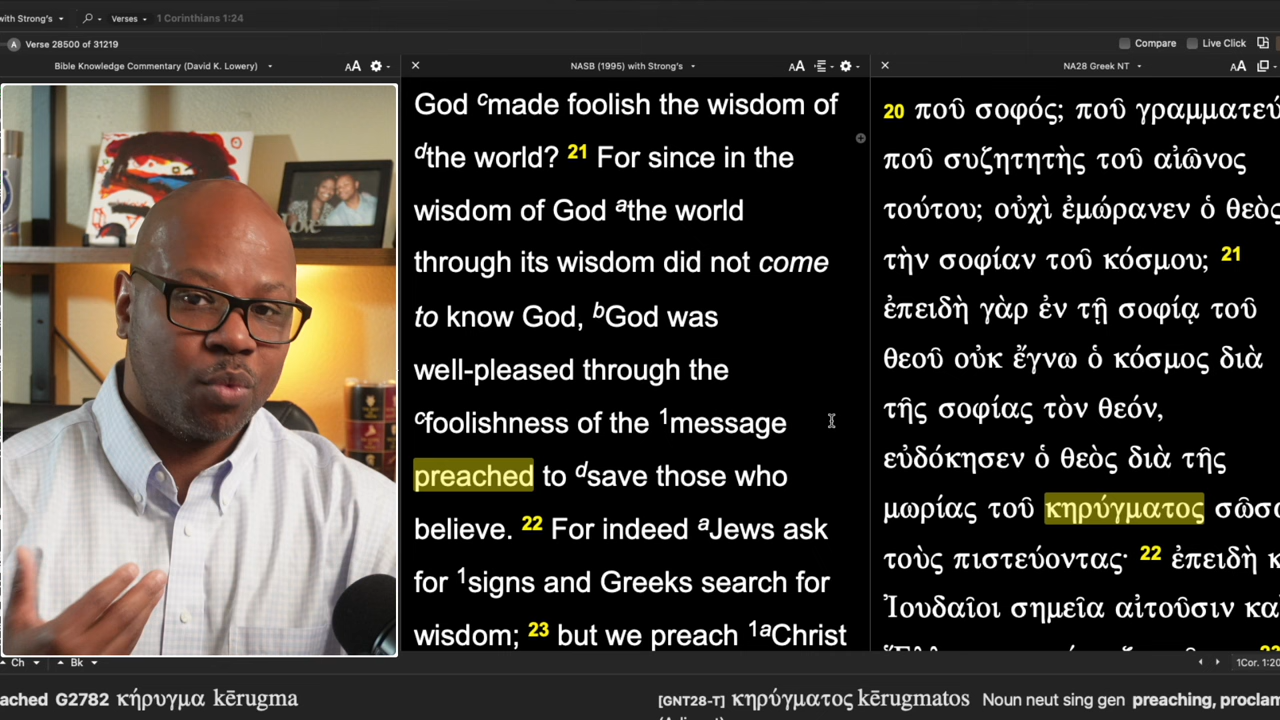 with Strong's Verses 1 Corinthians 1:24
A Verse 28500 of 31219 Compare Live Click
Bible Knowledge Commentary (David K. Lowery) AA
NASB (1995) with Strong's AA
NA28 Greek NT AA
love
God ᶜmade foolish the wisdom of
ᵈthe world? 21 For since in the
wisdom of God ᵃthe world
through its wisdom did not come
to know God, ᵇGod was
well-pleased through the
ᶜfoolishness of the ¹message
preached to ᵈsave those who
believe. 22 For indeed ᵃJews ask
for ¹signs and Greeks search for
wisdom; 23 but we preach ¹ᵃChrist
20 ποῦ σοφός; ποῦ γραμματεύ
ποῦ συζητητὴς τοῦ αἰῶνος
τούτου; οὐχὶ ἐμώρανεν ὁ θεὸς
τὴν σοφίαν τοῦ κόσμου; 21
ἐπειδὴ γὰρ ἐν τῇ σοφίᾳ τοῦ
θεοῦ οὐκ ἔγνω ὁ κόσμος διὰ
τῆς σοφίας τὸν θεόν,
εὐδόκησεν ὁ θεὸς διὰ τῆς
μωρίας τοῦ κηρύγματος σῶσα
τοὺς πιστεύοντας· 22 ἐπειδὴ κ
Ἰουδαῖοι σημεῖα αἰτοῦσιν κα
Ch Bk 1Cor. 1:20
ached G2782 κήρυγμα kērugma
[GNT28-T] κηρύγματος kērugmatos Noun neut sing gen preaching, proclam